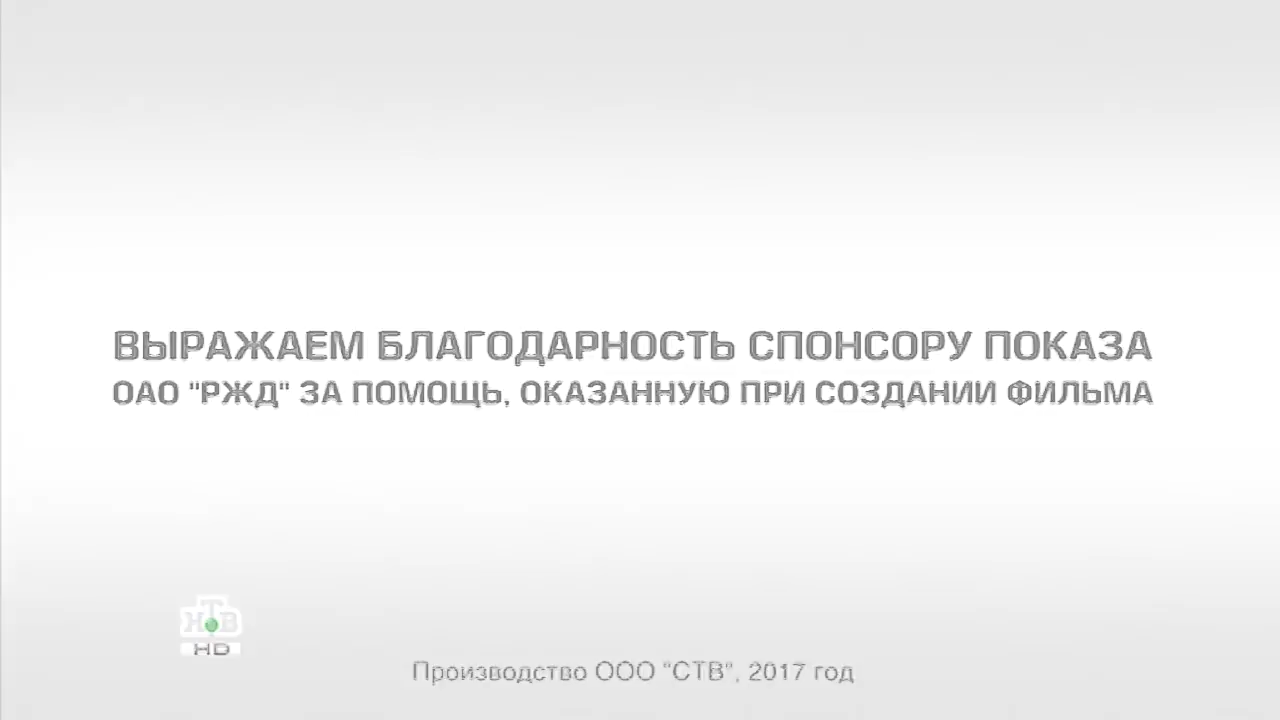 ВЫРАЖАЕМ БЛАГОДАРНОСТЬ СПОНСОРУ ПОКАЗА
ОАО "РЖД" ЗА ПОМОЩЬ, ОКАЗАННУЮ ПРИ СОЗДАНИИ ФИЛЬМА
НТВ
HD
Производство ООО "СТВ", 2017 год